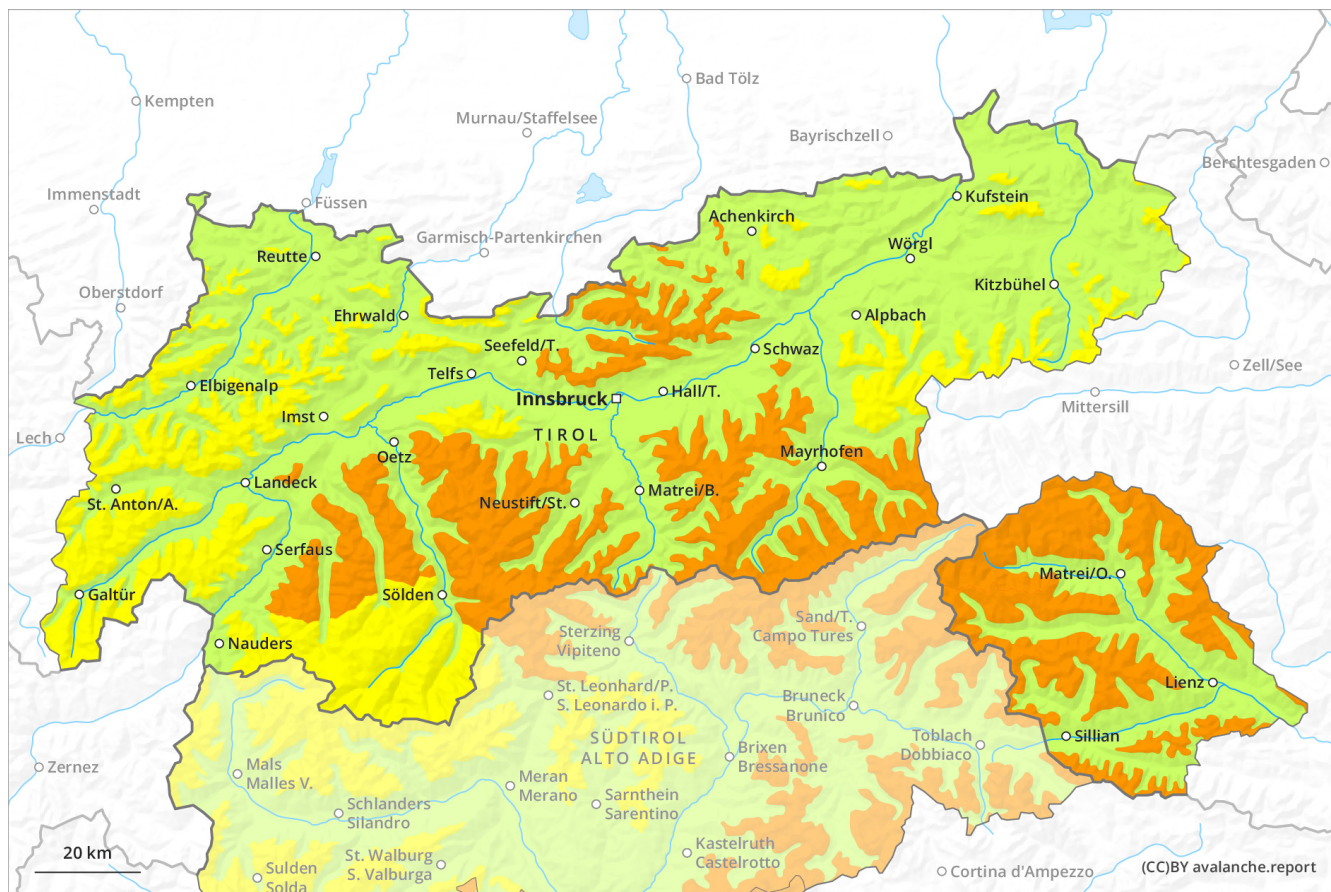 Kempten
Bad Tölz
Murnau/Staffelsee
Bayrischzell
Berchtesgaden
Immenstadt
Füssen
Kufstein
Achenkirch
Garmisch-Partenkirchen
Wörgl
Reutte
Oberstdorf
Kitzbühel
Ehrwald
Alpbach
Seefeld/T.
Schwaz
Zell/See
Telfs
Elbigenalp
Hall/T.
Innsbruck
Mittersill
Imst
TIROL
Lech
Oetz
Mayrhofen
Landeck
Matrei/B.
St. Anton/A.
Neustift/St.
Serfaus
Matrei/O.
Galtür
Sölden
Sand/T.
Campo Tures
Sterzing
Vipiteno
Nauders
Lienz
St. Leonhard/P.
S. Leonardo i. P.
Bruneck
Brunico
Sillian
Toblach
Dobbiaco
SÜDTIROL
ALTO ADIGE
Brixen
Bressanone
Zernez
Mals
Malles V.
Meran
Merano
Sarnthein
Sarentino
Schlanders
Silandro
Kastelruth
Castelrotto
20 km
St. Walburg
S. Valburga
Sulden
Solda
Cortina d'Ampezzo
(CC)BY avalanche.report